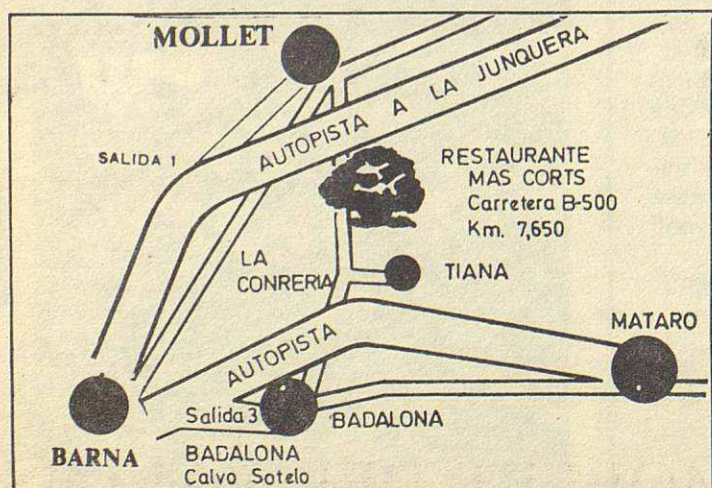 MOLLET
AUTOPISTA A LA JUNQUERA
SALIDA 1
RESTAURANTE
MAS CORTS
Carretera B-500
Km. 7,650
LA
CONRERIA
TIANA
MATARO
AUTOPISTA
Salida 3
BADALONA
BARNA
BADALONA
Calvo Sotelo